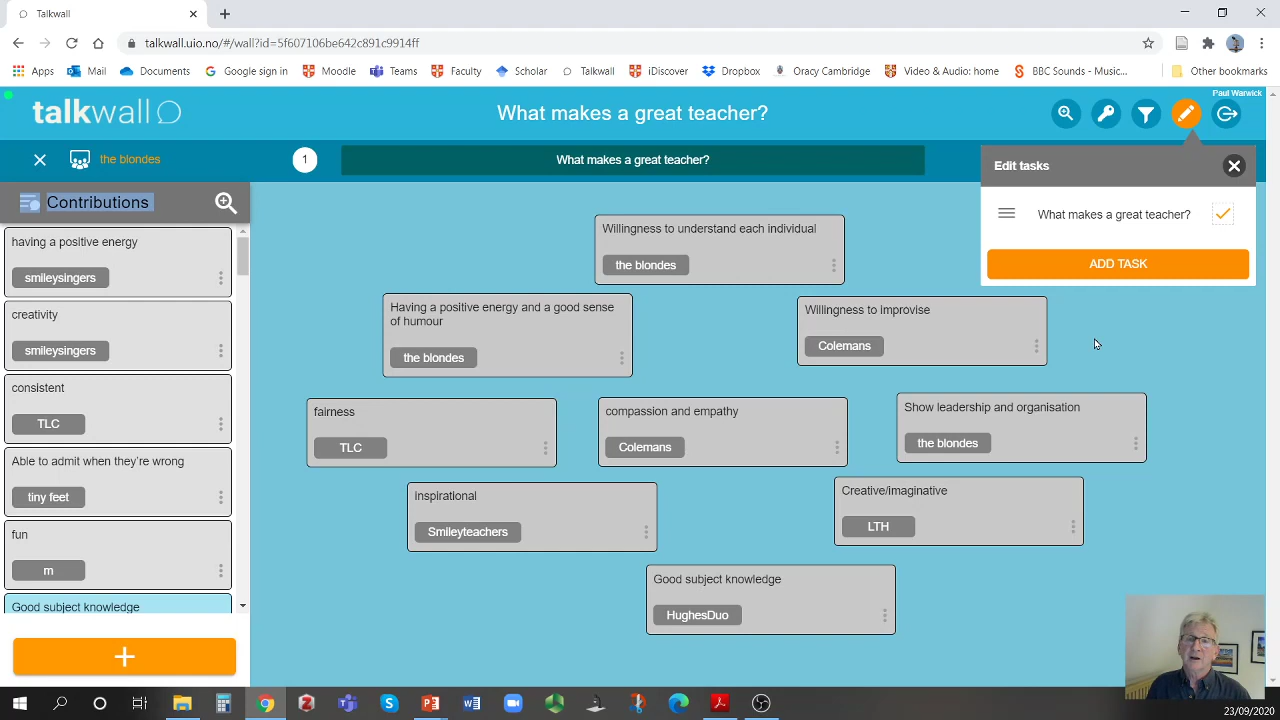 Talkwall
talkwall.uio.no/#/wall?id=5f607106be642c891c9914ff
Apps Mail Documents Google sign in Moodle Teams Faculty Scholar Talkwall iDiscover Dropbox Oracy Cambridge Video & Audio: home BBC Sounds - Music... Other bookmarks
Paul Warwick
talkwall
What makes a great teacher?
the blondes
1
What makes a great teacher?
Edit tasks
What makes a great teacher?
ADD TASK
Contributions
having a positive energy
smileysingers
creativity
smileysingers
consistent
TLC
Able to admit when they're wrong
tiny feet
fun
m
Good subject knowledge
+
Willingness to understand each individual
the blondes
Having a positive energy and a good sense
of humour
the blondes
Willingness to improvise
Colemans
fairness
TLC
compassion and empathy
Colemans
Show leadership and organisation
the blondes
inspirational
Smileyteachers
Creative/imaginative
LTH
Good subject knowledge
HughesDuo
23/09/2020